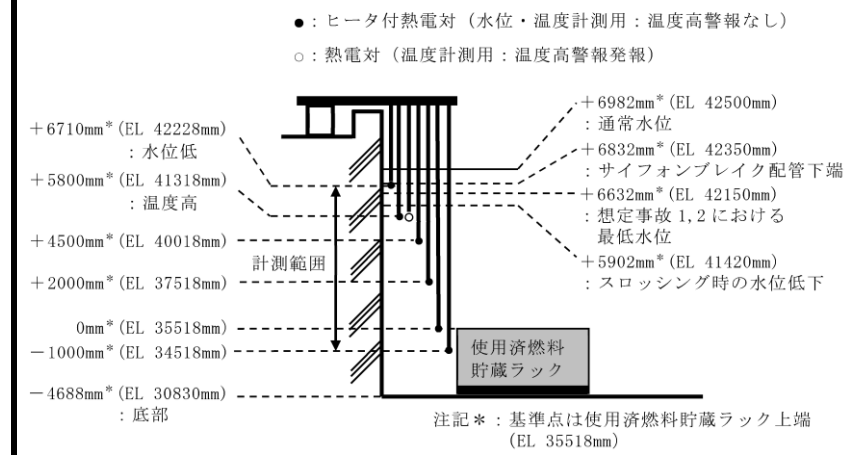 ●：ヒータ付熱電対（水位・温度計測用：温度高警報なし）
○：熱電対（温度計測用：温度高警報発報）
＋6710mm*(EL 42228mm)
：水位低
＋5800mm*(EL 41318mm)
：温度高
＋4500mm*(EL 40018mm)
計測範囲
＋2000mm*(EL 37518mm)
0mm*(EL 35518mm)
－1000mm*(EL 34518mm)
－4688mm*(EL 30830mm)
：底部
＋6982mm*(EL 42500mm)
：通常水位
＋6832mm*(EL 42350mm)
：サイフォンブレイク配管下端
＋6632mm*(EL 42150mm)
：想定事故1,2における
最低水位
＋5902mm*(EL 41420mm)
：スロッシング時の水位低下
使用済燃料
貯蔵ラック
注記＊：基準点は使用済燃料貯蔵ラック上端
(EL 35518mm)